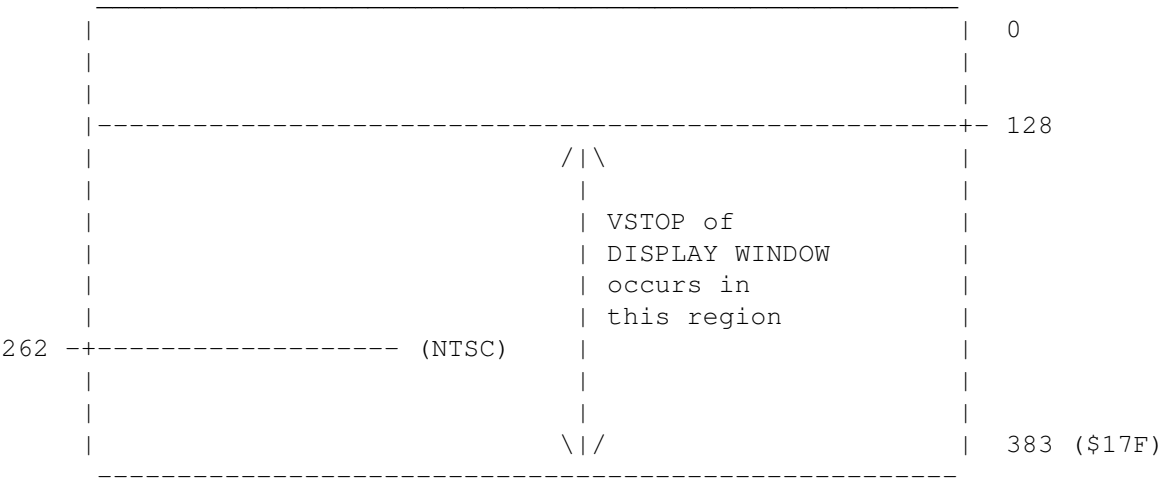 0
128
VSTOP of
DISPLAY WINDOW
occurs in
this region
262 (NTSC)
383 ($17F)